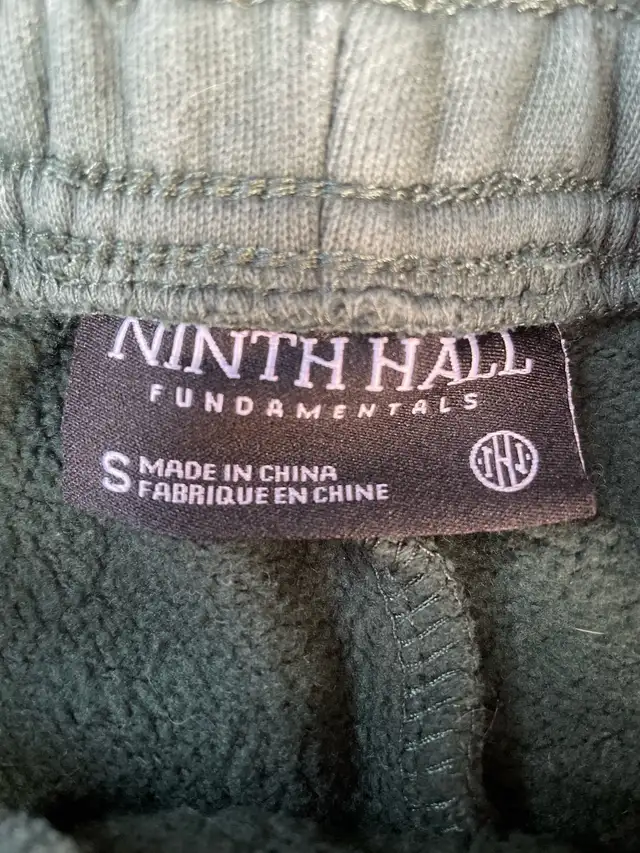 NINTH HALL
FUNDAMENTALS
S
MADE IN CHINA
FABRIQUE EN CHINE